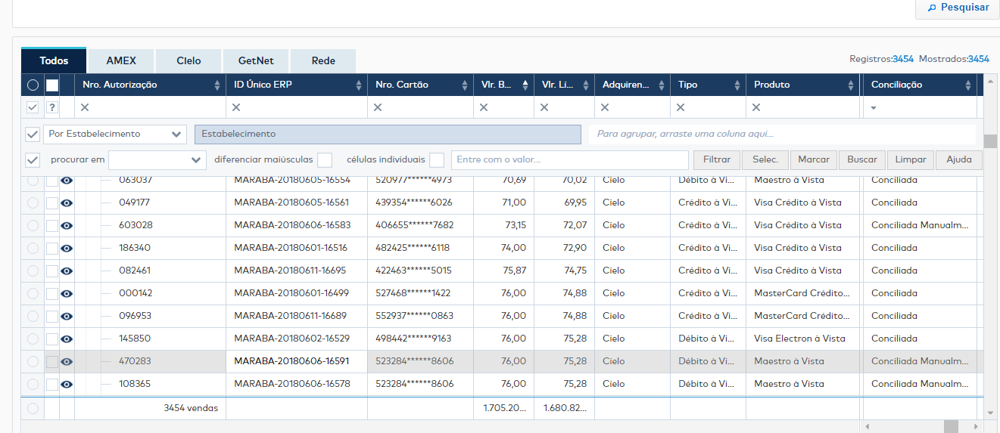 Pesquisar
Todos AMEX Cielo GetNet Rede Registros:3454 Mostrados:3454
Nro. Autorização ID Único ERP Nro. Cartão Vlr. B... Vlr. Lí... Adquiren... Tipo Produto Conciliação
?
Por Estabelecimento Estabelecimento Para agrupar, arraste uma coluna aqui...
procurar em diferenciar maiúsculas células individuais Entre com o valor... Filtrar Selec. Marcar Buscar Limpar Ajuda
063037 MARABA-20180605-16554 520977******4973 70,69 70,02 Cielo Débito à Vi... Maestro à Vista Conciliada
049177 MARABA-20180605-16561 439354******6026 71,00 69,95 Cielo Crédito à Vi... Visa Crédito à Vista Conciliada
603028 MARABA-20180606-16583 406655******7682 73,15 72,07 Cielo Crédito à Vi... Visa Crédito à Vista Conciliada Manualm...
186340 MARABA-20180601-16516 482425******6118 74,00 72,90 Cielo Crédito à Vi... Visa Crédito à Vista Conciliada
082461 MARABA-20180611-16695 422463******5015 75,87 74,75 Cielo Crédito à Vi... Visa Crédito à Vista Conciliada
000142 MARABA-20180601-16499 527468******1422 76,00 74,88 Cielo Crédito à Vi... MasterCard Crédito... Conciliada
096953 MARABA-20180611-16689 552937******0863 76,00 74,88 Cielo Crédito à Vi... MasterCard Crédito... Conciliada
145850 MARABA-20180602-16529 498442******9163 76,00 75,28 Cielo Débito à Vi... Visa Electron à Vista Conciliada
470283 MARABA-20180606-16591 523284******8606 76,00 75,28 Cielo Débito à Vi... Maestro à Vista Conciliada Manualm...
108365 MARABA-20180606-16578 523284******8606 76,00 75,28 Cielo Débito à Vi... Maestro à Vista Conciliada Manualm...
3454 vendas 1.705.20... 1.680.82...